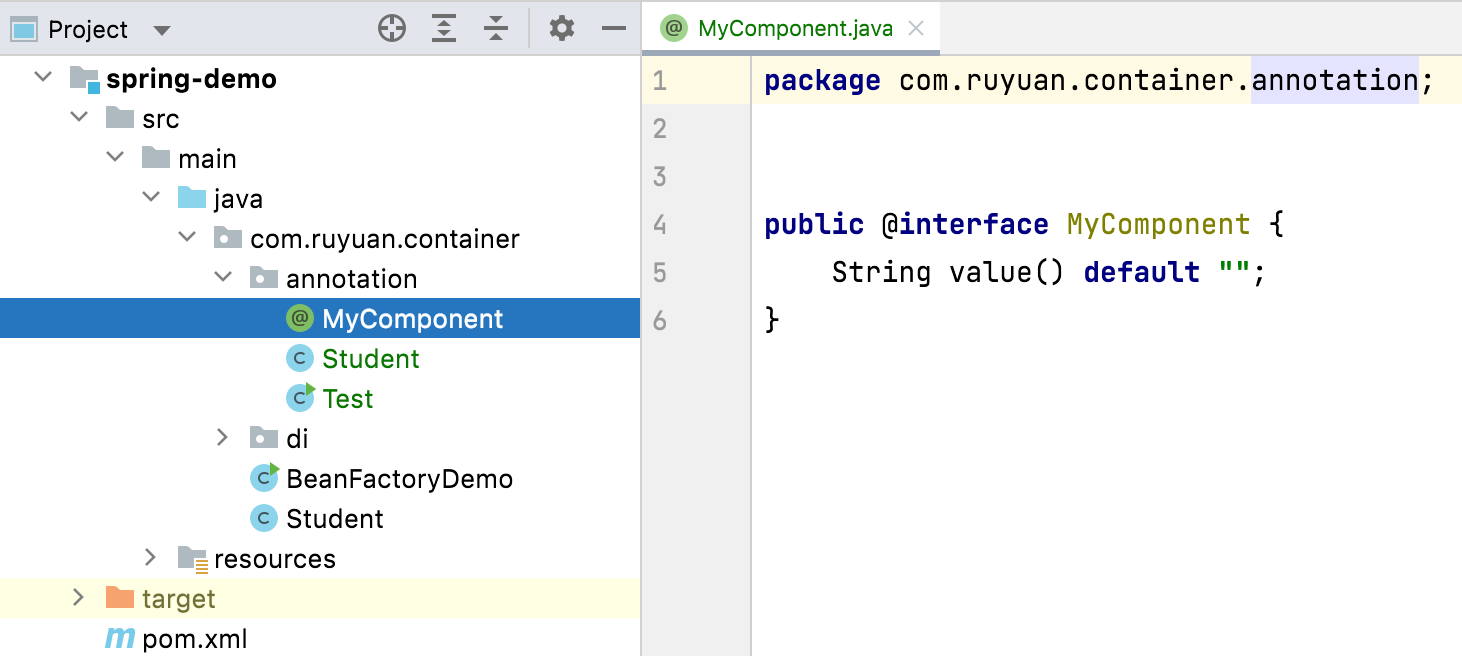 Project
spring-demo
src
main
java
com.ruyuan.container
annotation
@ MyComponent
C Student
C Test
di
C BeanFactoryDemo
C Student
resources
target
m pom.xml
@ MyComponent.java
1 package com.ruyuan.container.annotation;
2
3
4 public @interface MyComponent {
5 String value() default "";
6 }